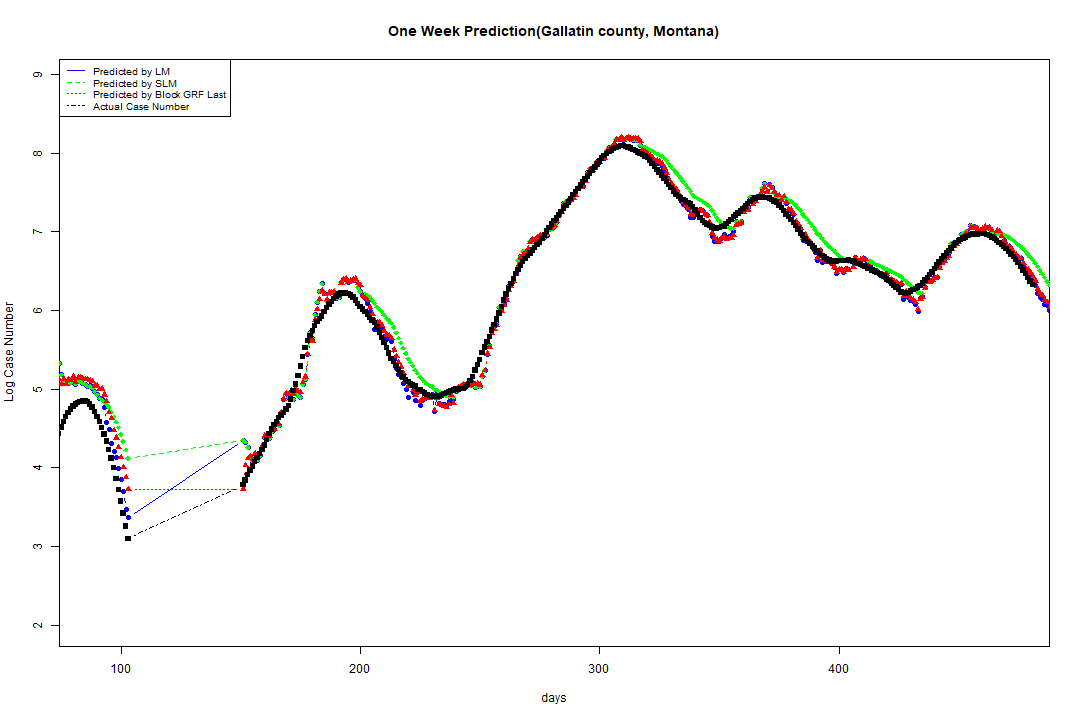 One Week Prediction(Gallatin county, Montana)
Predicted by LM
Predicted by SLM
Predicted by Block GRF Last
Actual Case Number
Log Case Number
9
8
7
6
5
4
3
2
100 200 300 400
days